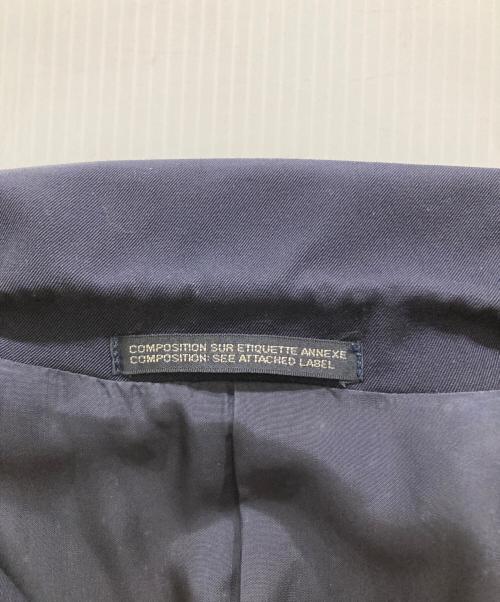 COMPOSITION SUR ETIQUETTE ANNEXE
COMPOSITION: SEE ATTACHED LABEL